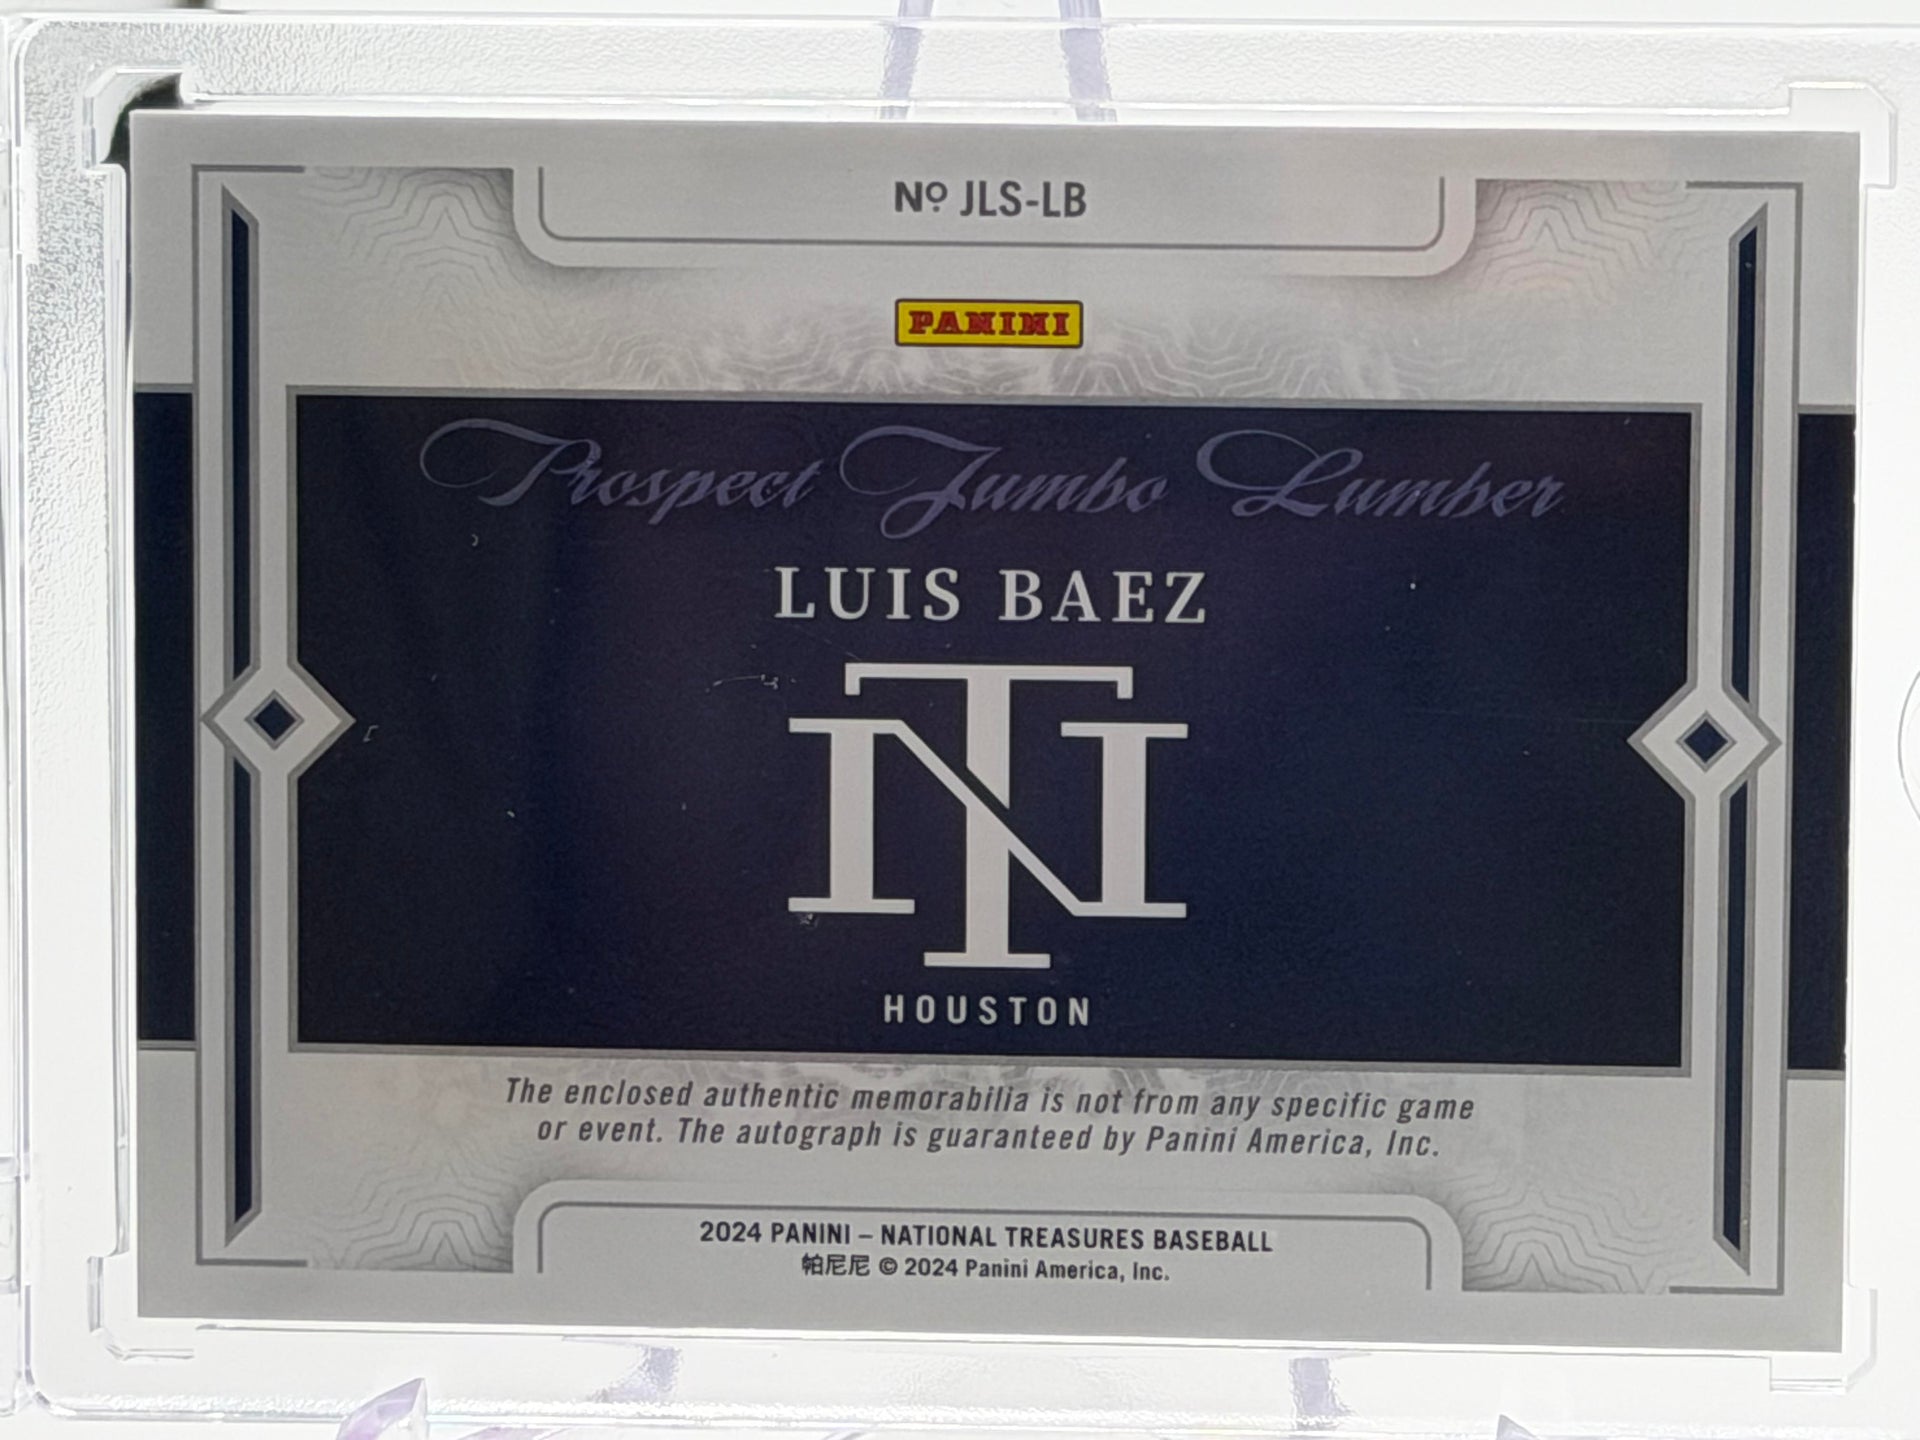 Nº JLS-LB
PANINI
Prospect Jumbo Lumber
LUIS BAEZ
NT
HOUSTON
The enclosed authentic memorabilia is not from any specific game
or event. The autograph is guaranteed by Panini America, Inc.
2024 PANINI – NATIONAL TREASURES BASEBALL
帕尼尼 © 2024 Panini America, Inc.